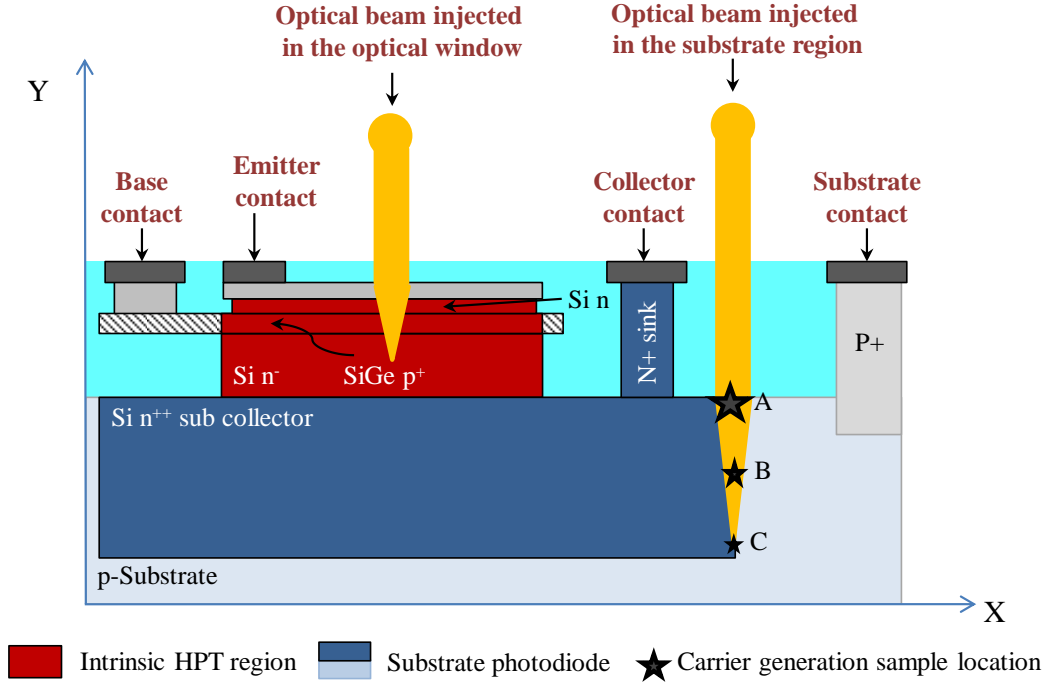 Optical beam injected
in the optical window
Optical beam injected
in the substrate region
Y
Base
contact
Emitter
contact
Collector
contact
Substrate
contact
Si n
N+ sink
P+
Si n-
SiGe p+
A
Si n++ sub collector
B
C
p-Substrate
X
Intrinsic HPT region
Substrate photodiode
Carrier generation sample location